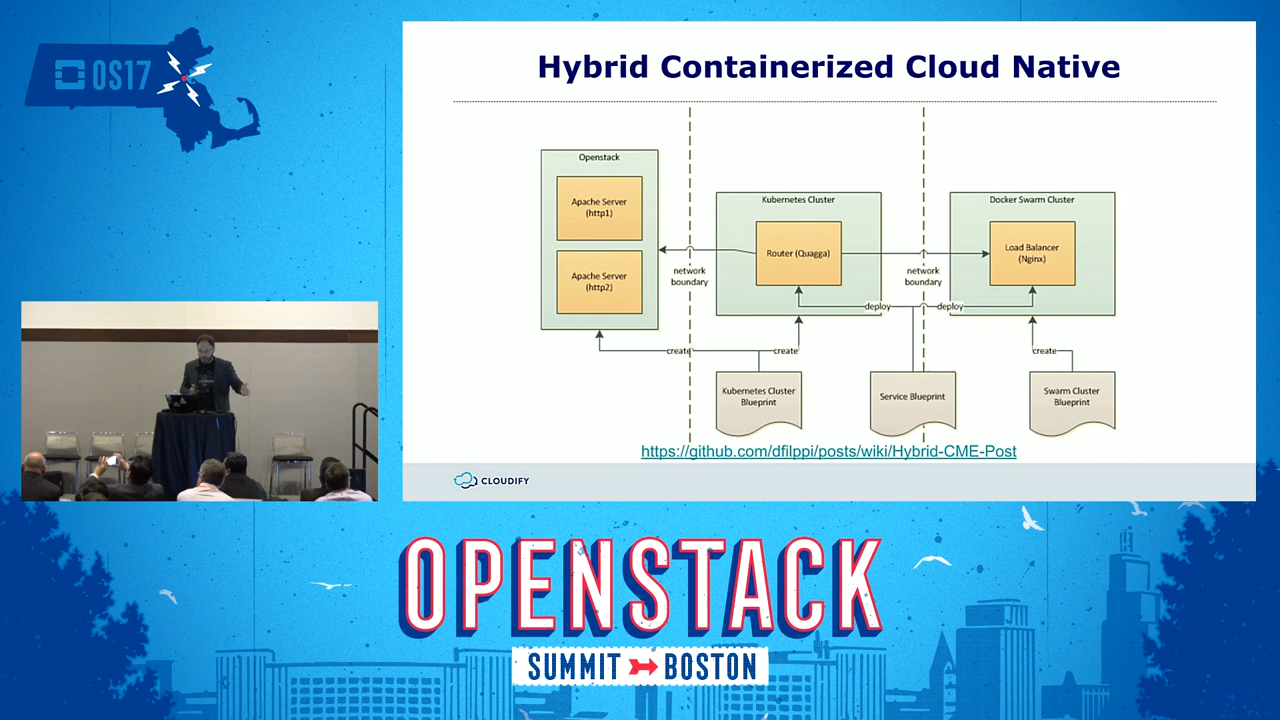 OS17
Hybrid Containerized Cloud Native
Openstack
Apache Server
(http1)
Apache Server
(http2)
network
boundary
Kubernetes Cluster
Router (Quagga)
network
boundary
Docker Swarm Cluster
Load Balancer
(Nginx)
deploy
deploy
create
create
create
Kubernetes Cluster
Blueprint
Service Blueprint
Swarm Cluster
Blueprint
https://github.com/dfilppi/posts/wiki/Hybrid-CME-Post
CLOUDIFY
OPENSTACK
SUMMIT BOSTON